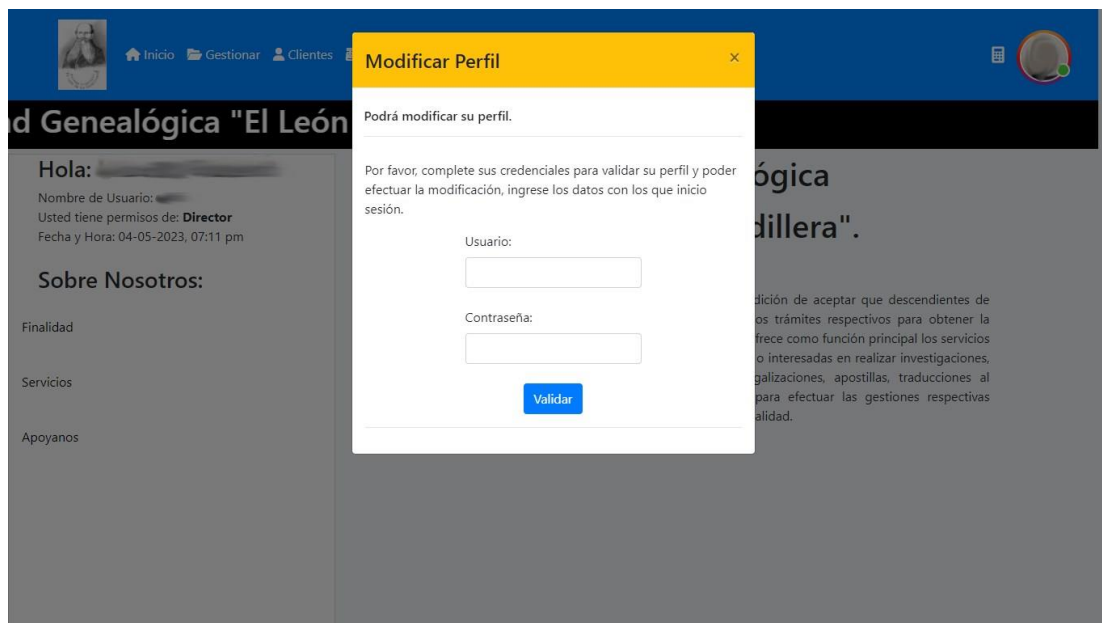 Inicio Gestionar Clientes
Modificar Perfil ×
Podrá modificar su perfil.
Por favor, complete sus credenciales para validar su perfil y poder
efectuar la modificación, ingrese los datos con los que inicio
sesión.
Usuario:
Contraseña:
Validar
d Genealógica "El León
Hola:
Nombre de Usuario:
Usted tiene permisos de: Director
Fecha y Hora: 04-05-2023, 07:11 pm
Sobre Nosotros:
Finalidad
Servicios
Apoyanos
ógica
dillera".
dición de aceptar que descendientes de
os trámites respectivos para obtener la
frece como función principal los servicios
o interesadas en realizar investigaciones,
galizaciones, apostillas, traducciones al
para efectuar las gestiones respectivas
alidad.